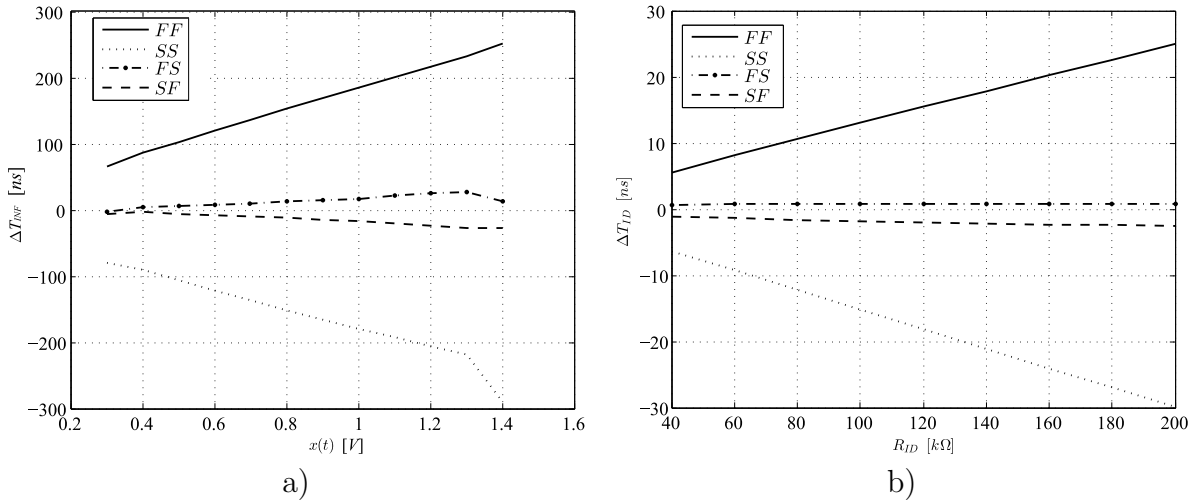 300
200
100
0
−100
−200
−300
0.2 0.4 0.6 0.8 1 1.2 1.4 1.6
ΔT_INF [ns]
x(t) [V]
FF
SS
FS
SF
a)
30
20
10
0
−10
−20
−30
40 60 80 100 120 140 160 180 200
ΔT_ID [ns]
R_ID [kΩ]
FF
SS
FS
SF
b)